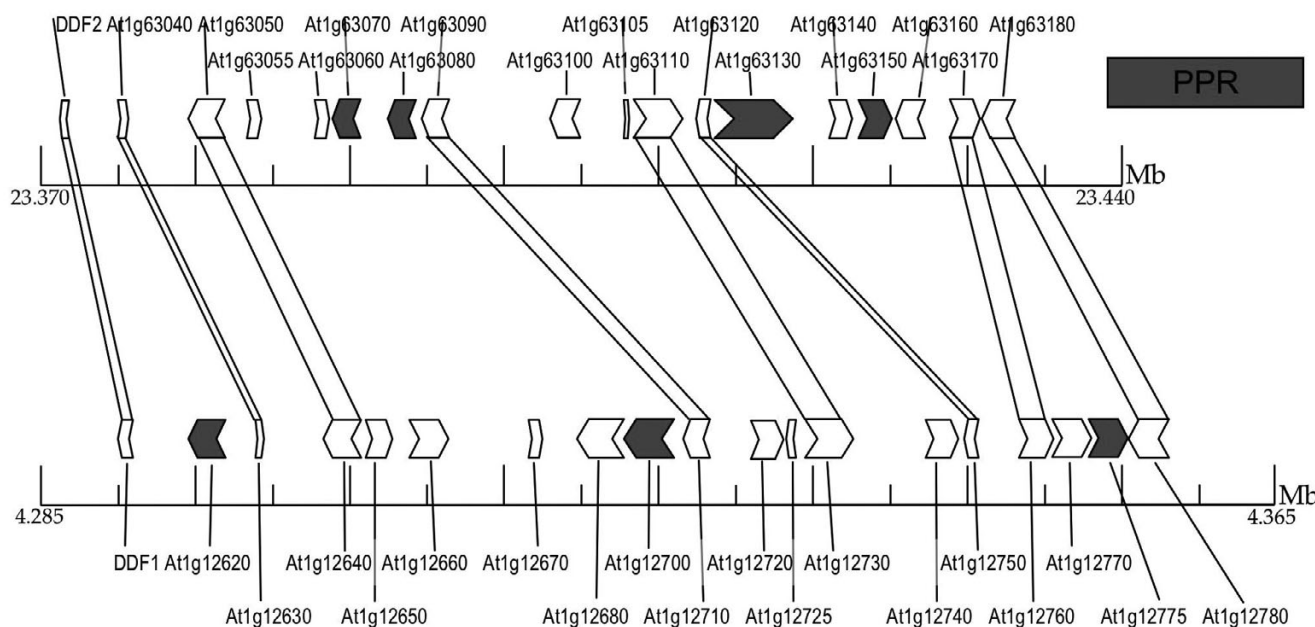 DDF2 At1g63040 At1g63050 At1g63070 At1g63090 At1g63105 At1g63120 At1g63140 At1g63160 At1g63180
At1g63055 At1g63060 At1g63080 At1g63100 At1g63110 At1g63130 At1g63150 At1g63170
PPR
Mb
23.370 23.440
Mb
4.285 4.365
DDF1 At1g12620 At1g12640 At1g12660 At1g12670 At1g12700 At1g12720 At1g12730 At1g12750 At1g12770
At1g12630 At1g12650 At1g12680 At1g12710 At1g12725 At1g12740 At1g12760 At1g12775 At1g12780